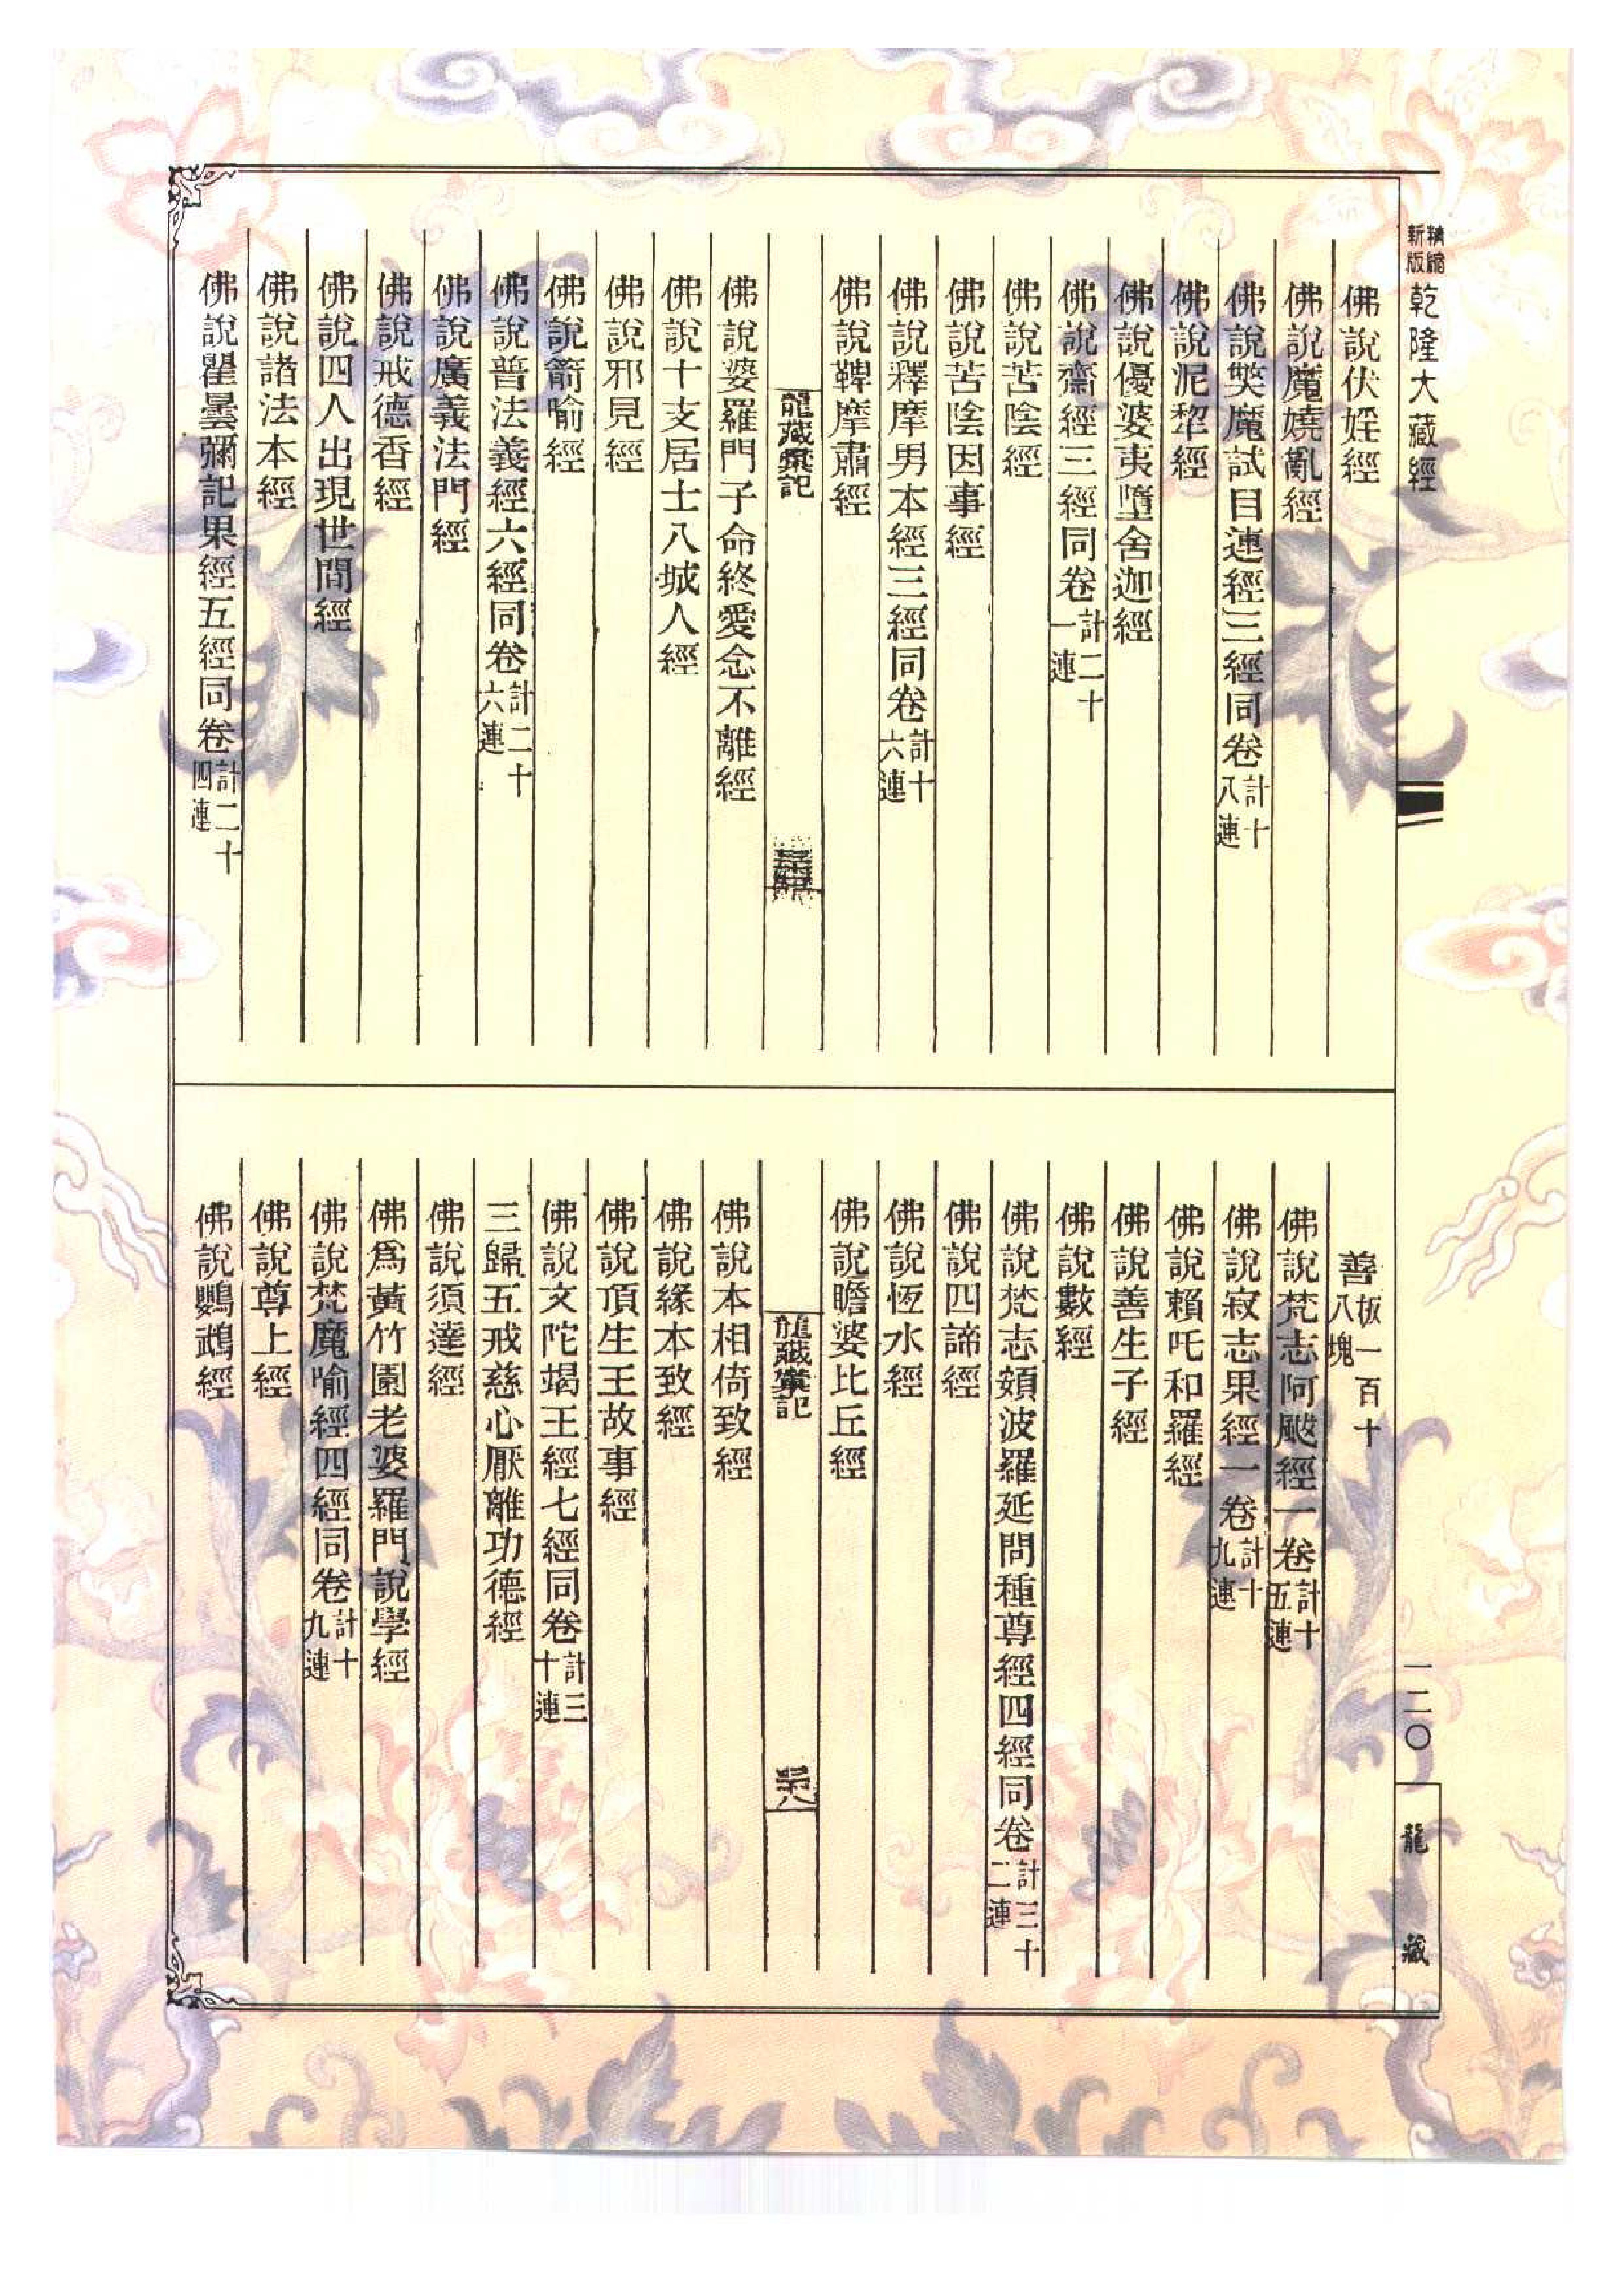 新版精縮乾隆大藏經
佛說伏婬經
佛說魔嬈亂經
佛說獘魔試目連經三經同卷計十八連
佛說泥犂經
佛說優婆夷墮舍迦經
佛說齋經三經同卷計二十一連
佛說苦陰經
佛說苦陰因事經
佛說釋摩男本經三經同卷計十六連
佛說鞞摩肅經
龍藏彚記
佛說婆羅門子命終愛念不離經
佛說十支居士八城人經
佛說邪見經
佛說箭喻經
佛說普法義經六經同卷計二十六連
佛說廣義法門經
佛說戒德香經
佛說四人出現世間經
佛說諸法本經
佛說瞿曇彌記果經五經同卷計二十四連
善板一百十八塊
佛說梵志阿颰經一卷計十五連
佛說寂志果經一卷計十九連
佛說賴吒和羅經
佛說善生子經
佛說數經
佛說梵志頞波羅延問種尊經四經同卷計三十二連
佛說四諦經
佛說恆水經
佛說瞻婆比丘經
龍藏彚記
佛說本相倚致經
佛說緣本致經
佛說頂生王故事經
佛說文陀竭王經七經同卷計三十連
三歸五戒慈心厭離功德經
佛說須達經
佛爲黃竹園老婆羅門說學經
佛說梵魔喻經四經同卷計十九連
佛說尊上經
佛說鸚鵡經
一二〇
龍藏